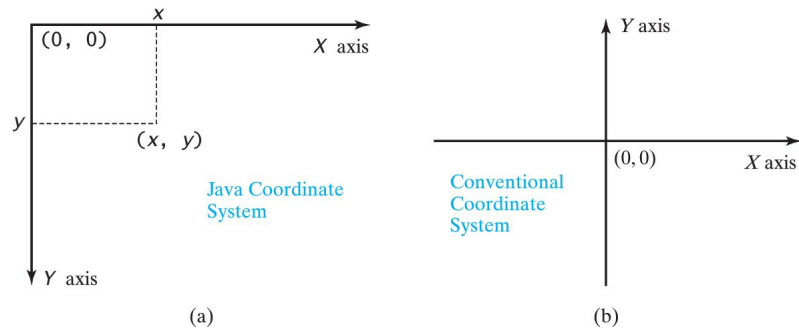 x
(0, 0)
X axis
y
(x, y)
Java Coordinate
System
Y axis
(a)
Y axis
(0, 0)
X axis
Conventional
Coordinate
System
(b)